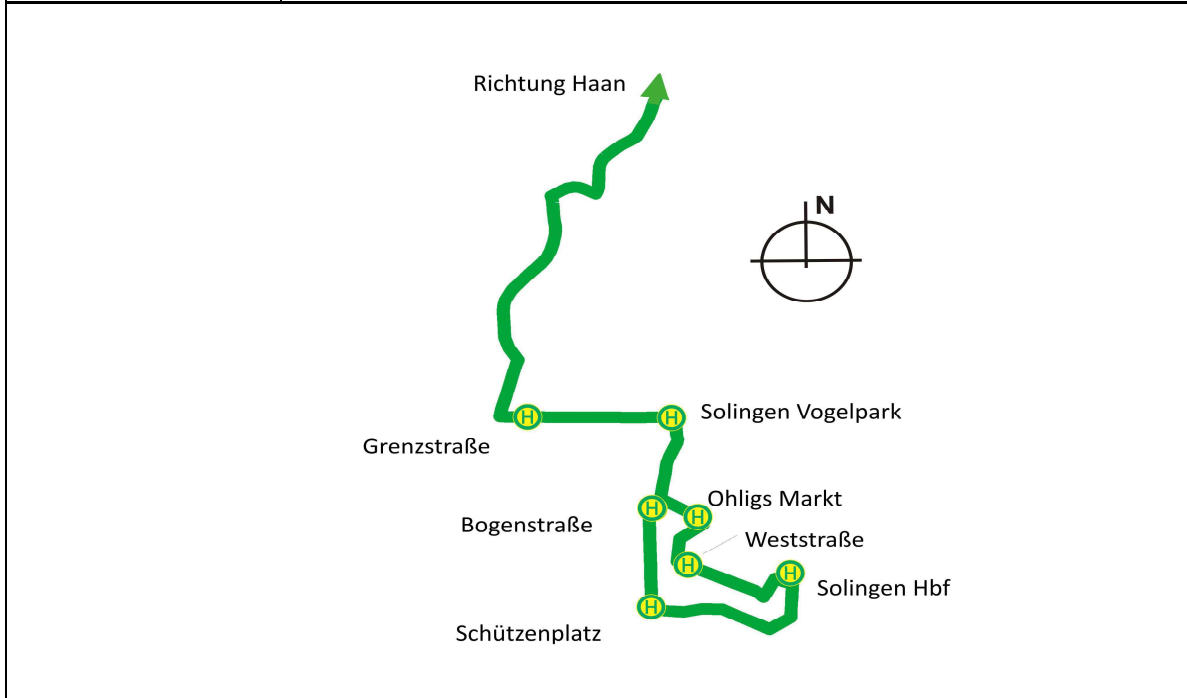 Richtung Haan
N
H
H
Solingen Vogelpark
Grenzstraße
H
H
Ohligs Markt
Bogenstraße
Weststraße
H
H
Solingen Hbf
H
Schützenplatz